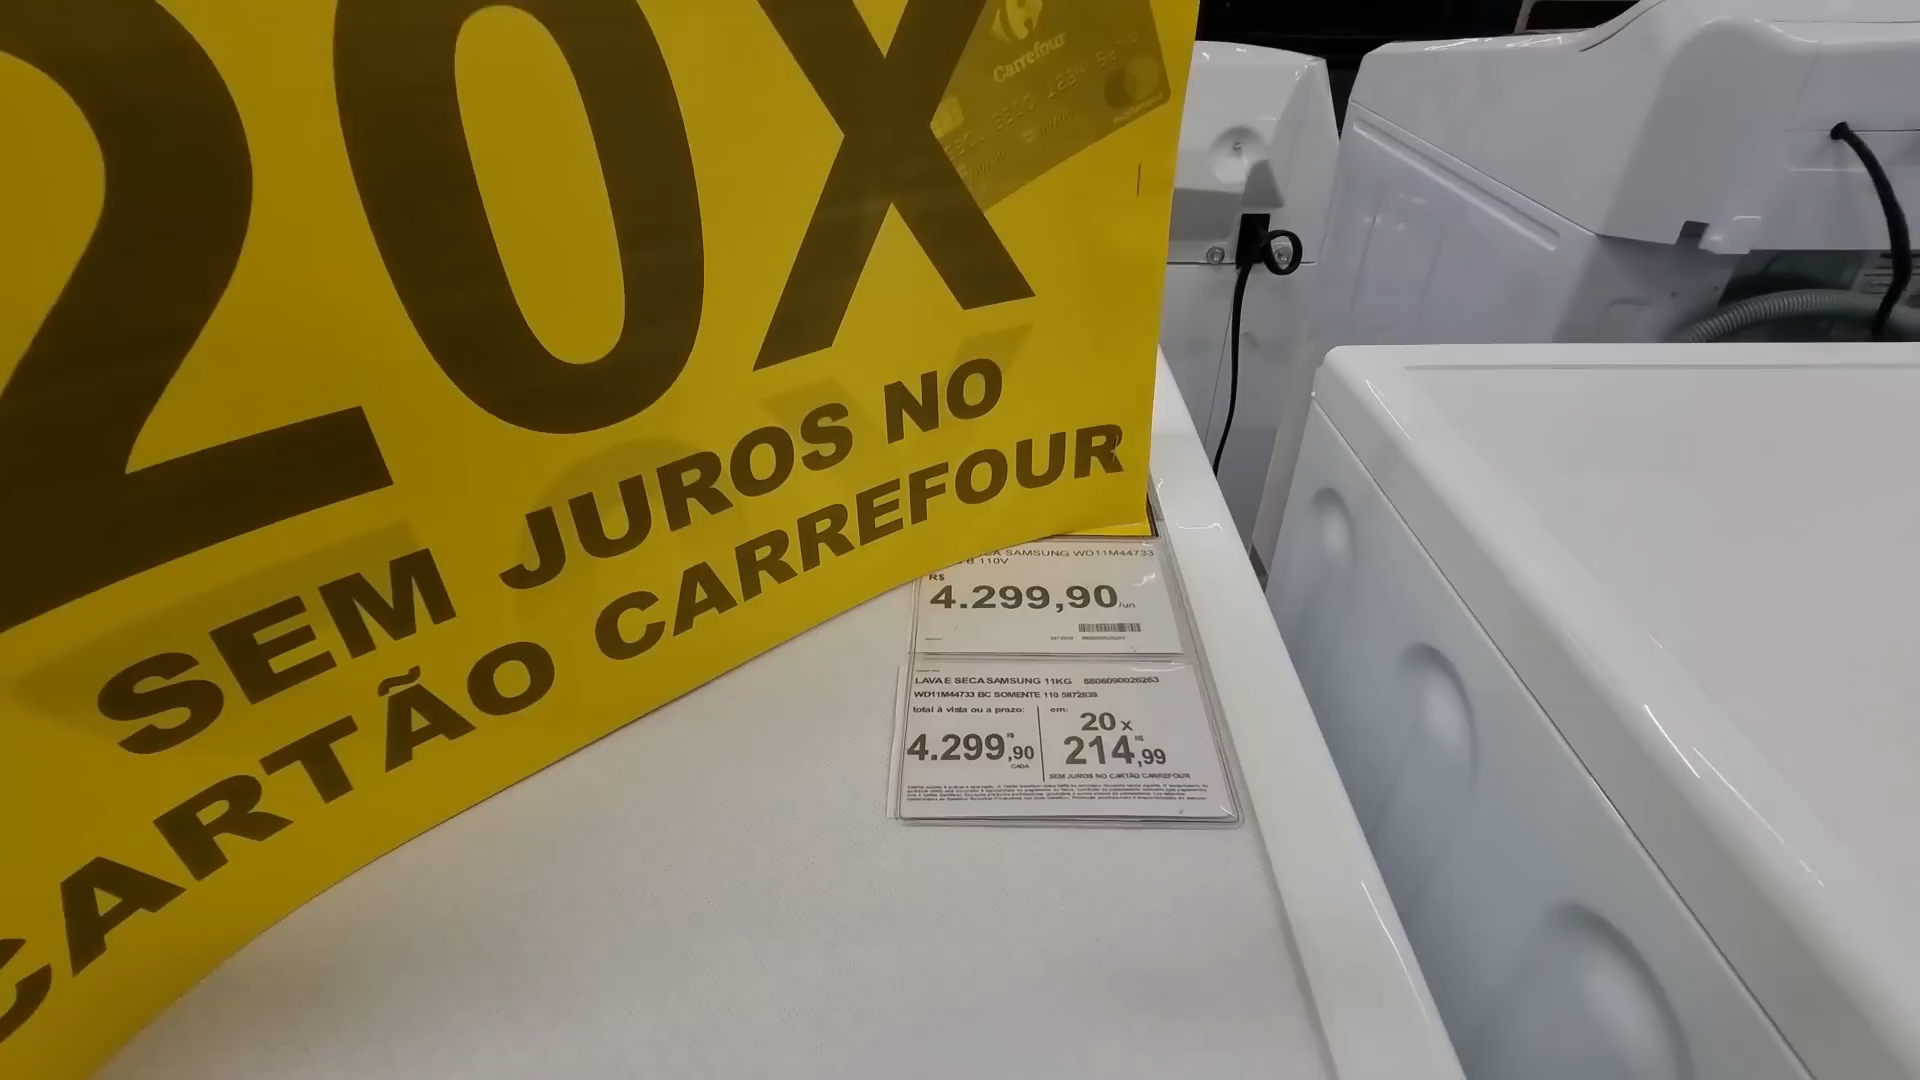 20X
Carrefour
SEM JUROS NO
CARTÃO CARREFOUR
SAMSUNG WD11M44733
B 110V
R$
4.299,90/un
LAVA E SECA SAMSUNG 11KG 8806090026263
WD11M44733 BC SOMENTE 110 5872839
total à vista ou a prazo: em:
20 x
R$ 4.299,90 R$ 214,99
CADA
SEM JUROS NO CARTÃO CARREFOUR